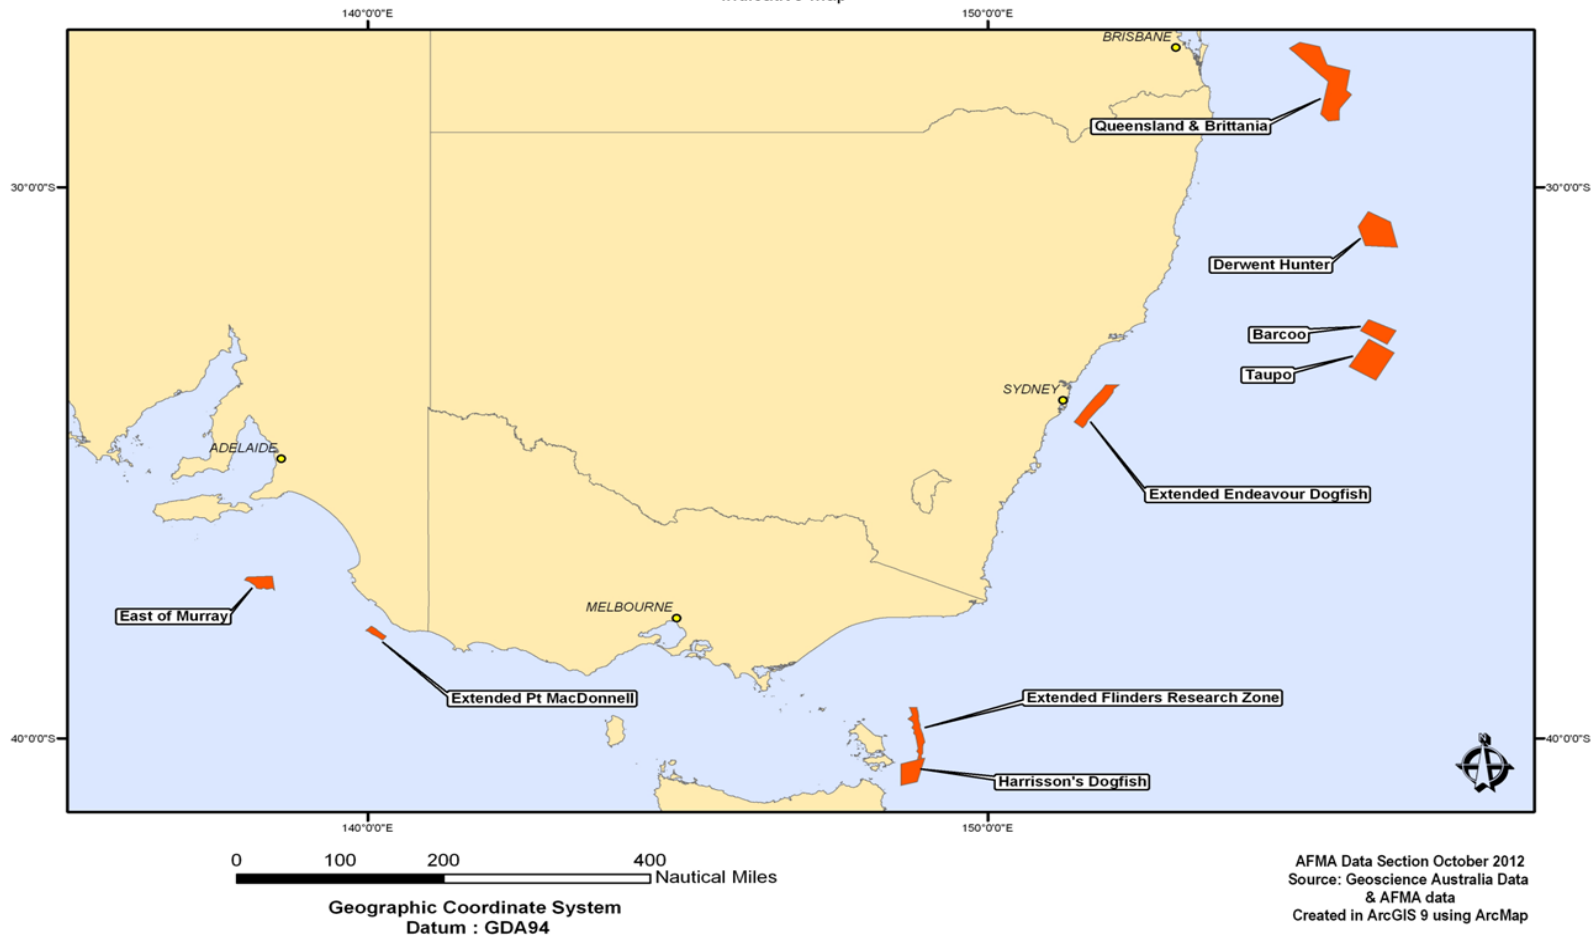 Indicative Map
140°0'0"E
150°0'0"E
BRISBANE
Queensland & Brittania
30°0'0"S
30°0'0"S
Derwent Hunter
Barcoo
Taupo
SYDNEY
ADELAIDE
Extended Endeavour Dogfish
East of Murray
MELBOURNE
Extended Pt MacDonnell
Extended Flinders Research Zone
40°0'0"S
40°0'0"S
N
Harrisson's Dogfish
140°0'0"E
150°0'0"E
0 100 200 400
Nautical Miles
Geographic Coordinate System
Datum : GDA94
AFMA Data Section October 2012
Source: Geoscience Australia Data
& AFMA data
Created in ArcGIS 9 using ArcMap